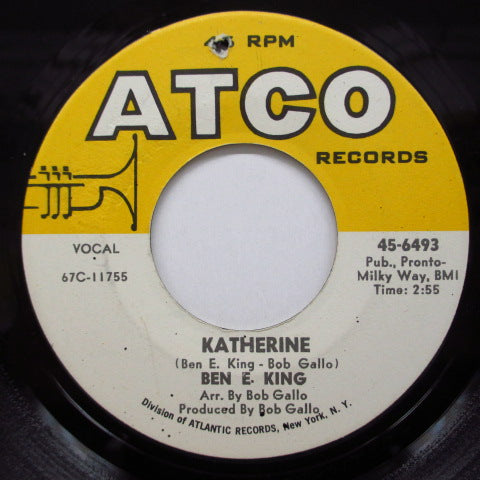 45 RPM
ATCO
RECORDS
VOCAL
67C-11755
45-6493
Pub., Pronto-
Milky Way, BMI
Time: 2:55
KATHERINE
(Ben E. King - Bob Gallo)
BEN E. KING
Arr. By Bob Gallo
Produced By Bob Gallo
Division of ATLANTIC RECORDS, New York, N. Y.